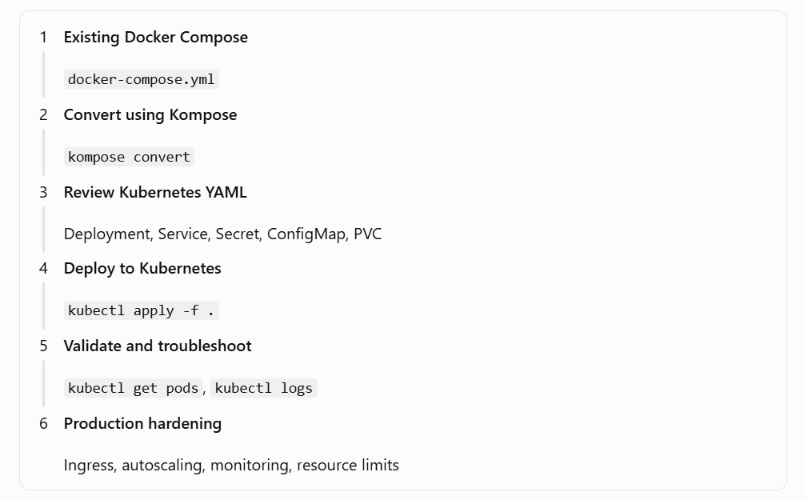 1 Existing Docker Compose
docker-compose.yml
2 Convert using Kompose
kompose convert
3 Review Kubernetes YAML
Deployment, Service, Secret, ConfigMap, PVC
4 Deploy to Kubernetes
kubectl apply -f .
5 Validate and troubleshoot
kubectl get pods, kubectl logs
6 Production hardening
Ingress, autoscaling, monitoring, resource limits